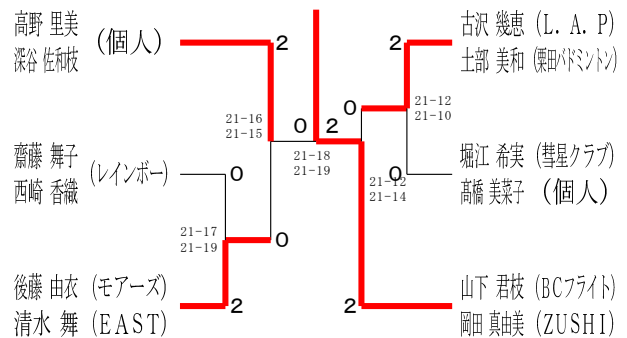 高野 里美
深谷 佐和枝
(個人)
2
21-16
21-15
齋藤 舞子
西崎 香織
(レインボー)
0
21-17
21-19
0
後藤 由衣 (モアーズ)
清水 舞 (EAST)
2
0
2
21-18
21-19
古沢 幾恵 (L. A. P)
土部 美和 (栗田バドミントン)
2
0
21-12
21-10
堀江 希実 (彗星クラブ)
髙橋 美菜子 (個人)
0
21-12
21-14
山下 君枝 (BCフライト)
岡田 真由美 (ZUSHI)
2